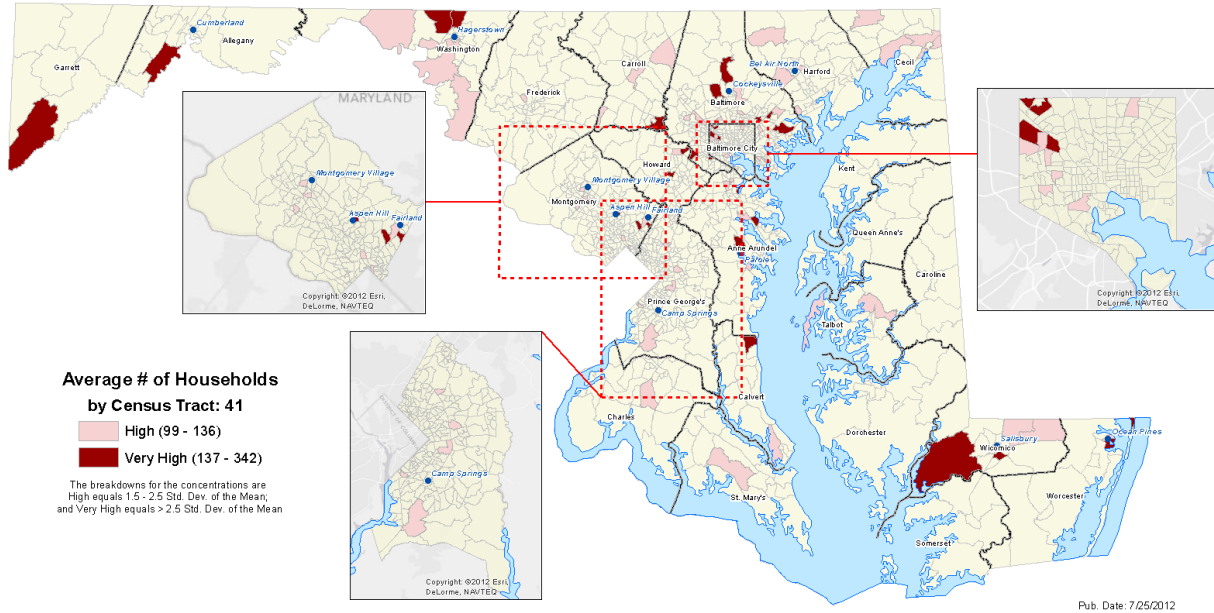 Cumberland
Allegany
Garrett
Hagerstown
Washington
Frederick
Carroll
Bel Air North
Harford
Cecil
Cockeysville
Baltimore
Baltimore City
Howard
Kent
Montgomery Village
Montgomery
Aspen Hill
Fairland
Anne Arundel
Parole
Queen Anne's
Caroline
Prince George's
Camp Springs
Talbot
Calvert
Charles
Dorchester
St. Mary's
Salisbury
Wicomico
Ocean Pines
Worcester
Somerset
MARYLAND
Montgomery Village
Aspen Hill
Fairland
Copyright: ©2012 Esri,
DeLorme, NAVTEQ
Copyright: ©2012 Esri,
DeLorme, NAVTEQ
Camp Springs
Copyright: ©2012 Esri,
DeLorme, NAVTEQ
Average # of Households
by Census Tract: 41
High (99 - 136)
Very High (137 - 342)
The breakdowns for the concentrations are
High equals 1.5 - 2.5 Std. Dev. of the Mean;
and Very High equals > 2.5 Std. Dev. of the Mean
Pub. Date: 7/25/2012